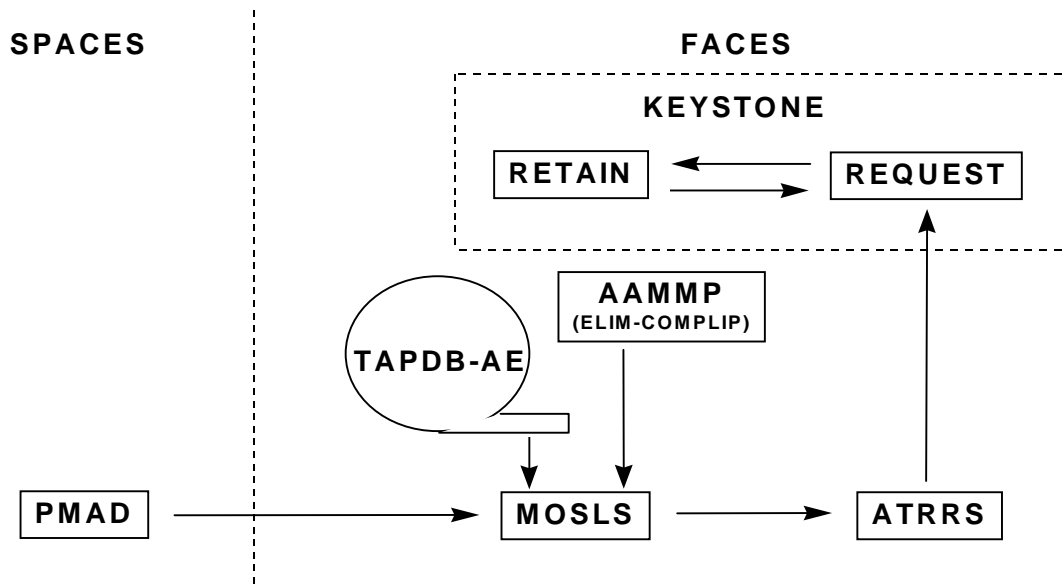 SPACES
FACES
KEYSTONE
RETAIN
REQUEST
AAMMP
(ELIM-COMPLIP)
TAPDB-AE
PMAD
MOSLS
ATRRS